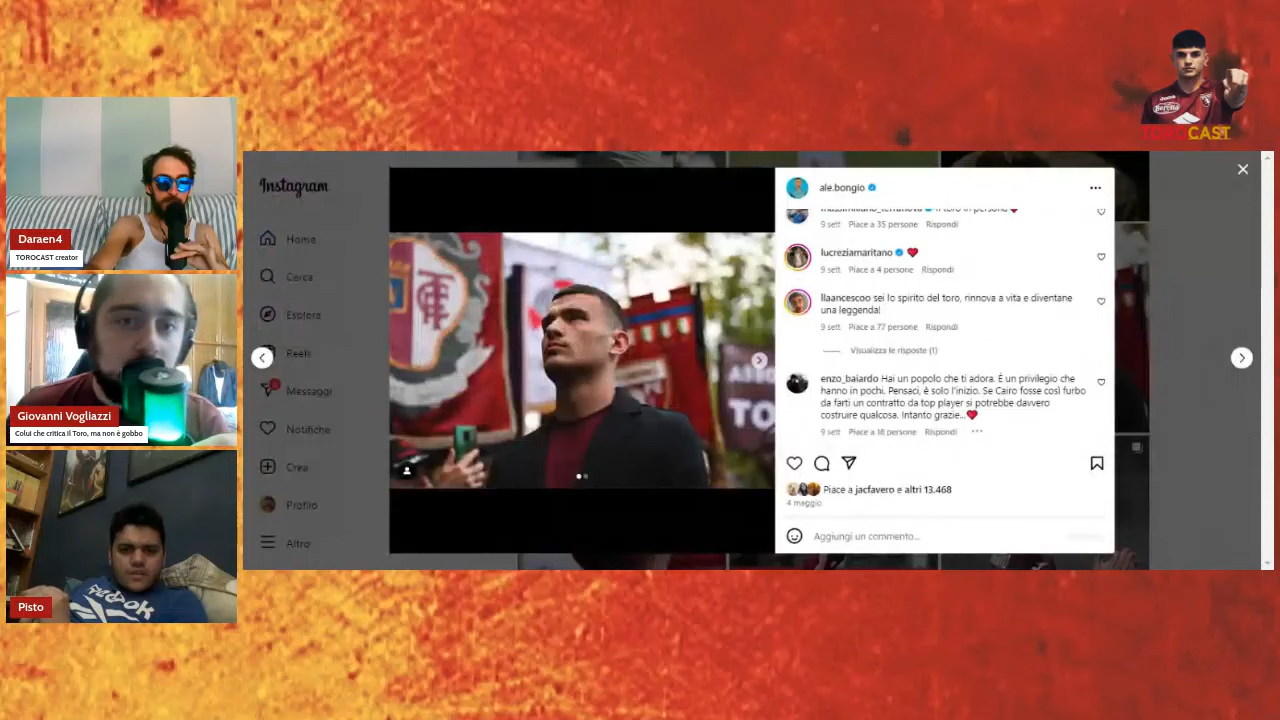 TOROCAST
Daraen4
TOROCAST creator
Giovanni Vogliazzi
Colui che critica il Toro, ma non è gobbo
Pisto
Reebok
Instagram
Home
Cerca
Esplora
Reels
Messaggi
Notifiche
Crea
Profilo
Altro
ale.bongio
9 sett Piace a 35 persone Rispondi
lucreziamaritano
9 sett Piace a 4 persone Rispondi
llaancescoo sei lo spirito del toro, rinnova a vita e diventane
una leggenda!
9 sett Piace a 77 persone Rispondi
Visualizza le risposte (1)
enzo_baiardo Hai un popolo che ti adora. È un privilegio che
hanno in pochi. Pensaci, è solo l'inizio. Se Cairo fosse così furbo
da farti un contratto da top player si potrebbe davvero
costruire qualcosa. Intanto grazie...❤️
9 sett Piace a 18 persone Rispondi
Piace a jacfavero e altri 13.468
4 maggio
Aggiungi un commento...